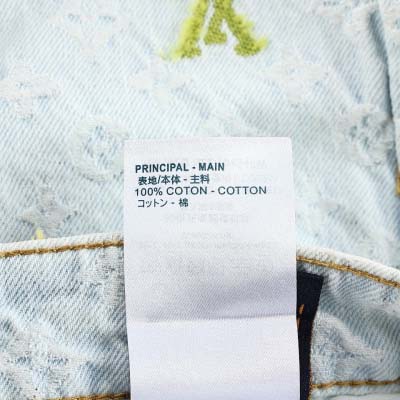 PRINCIPAL - MAIN
表地/本体 - 主料
100% COTON - COTTON
コットン - 棉